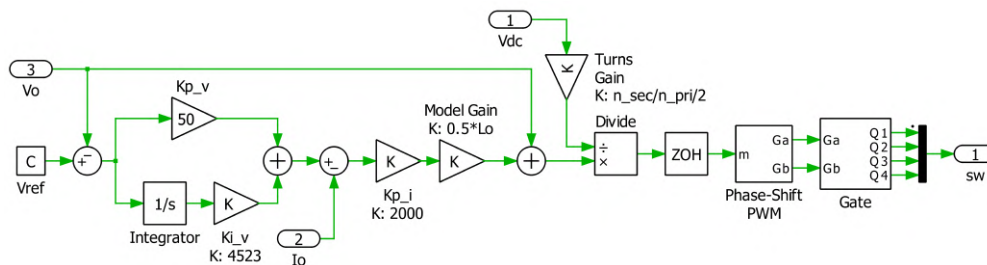 1
Vdc
3
Vo
K
Turns
Gain
K: n_sec/n_pri/2
Kp_v
50
Model Gain
K: 0.5*Lo
Divide
C
Vref
+
−
+
+
−
K
K
Kp_i
K: 2000
+
÷
×
ZOH
m
Ga
Gb
Phase-Shift
PWM
Ga
Gb
Q1
Q2
Q3
Q4
Gate
1
sw
1/s
Integrator
K
Ki_v
K: 4523
2
Io